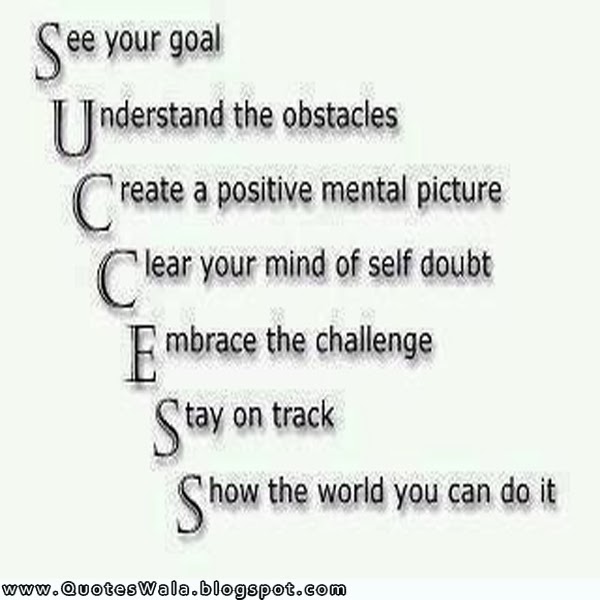 See your goal
Understand the obstacles
Create a positive mental picture
Clear your mind of self doubt
Embrace the challenge
Stay on track
Show the world you can do it
www.QuotesWala.blogspot.com